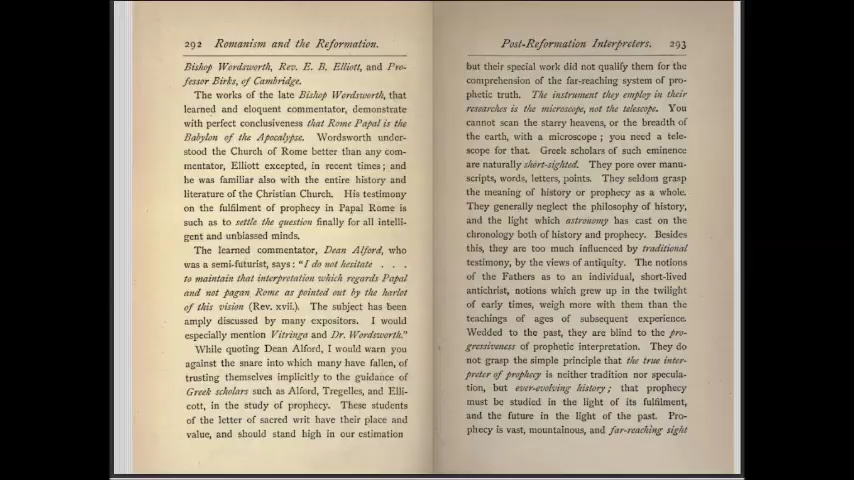 292 Romanism and the Reformation.
Bishop Wordsworth, Rev. E. B. Elliott, and Pro-
fessor Birks, of Cambridge.
The works of the late Bishop Wordsworth, that
learned and eloquent commentator, demonstrate
with perfect conclusiveness that Rome Papal is the
Babylon of the Apocalypse. Wordsworth under-
stood the Church of Rome better than any com-
mentator, Elliott excepted, in recent times; and
he was familiar also with the entire history and
literature of the Christian Church. His testimony
on the fulfilment of prophecy in Papal Rome is
such as to settle the question finally for all intelli-
gent and unbiassed minds.
The learned commentator, Dean Alford, who
was a semi-futurist, says: "I do not hesitate . . .
to maintain that interpretation which regards Papal
and not pagan Rome as pointed out by the harlot
of this vision (Rev. xvii.). The subject has been
amply discussed by many expositors. I would
especially mention Vitringa and Dr. Wordsworth."
While quoting Dean Alford, I would warn you
against the snare into which many have fallen, of
trusting themselves implicitly to the guidance of
Greek scholars such as Alford, Tregelles, and Elli-
cott, in the study of prophecy. These students
of the letter of sacred writ have their place and
value, and should stand high in our estimation
Post-Reformation Interpreters. 293
but their special work did not qualify them for the
comprehension of the far-reaching system of pro-
phetic truth. The instrument they employ in their
researches is the microscope, not the telescope. You
cannot scan the starry heavens, or the breadth of
the earth, with a microscope; you need a tele-
scope for that. Greek scholars of such eminence
are naturally short-sighted. They pore over manu-
scripts, words, letters, points. They seldom grasp
the meaning of history or prophecy as a whole.
They generally neglect the philosophy of history,
and the light which astronomy has cast on the
chronology both of history and prophecy. Besides
this, they are too much influenced by traditional
testimony, by the views of antiquity. The notions
of the Fathers as to an individual, short-lived
antichrist, notions which grew up in the twilight
of early times, weigh more with them than the
teachings of ages of subsequent experience.
Wedded to the past, they are blind to the pro-
gressiveness of prophetic interpretation. They do
not grasp the simple principle that the true inter-
preter of prophecy is neither tradition nor specula-
tion, but ever-evolving history; that prophecy
must be studied in the light of its fulfilment,
and the future in the light of the past. Pro-
phecy is vast, mountainous, and far-reaching sight